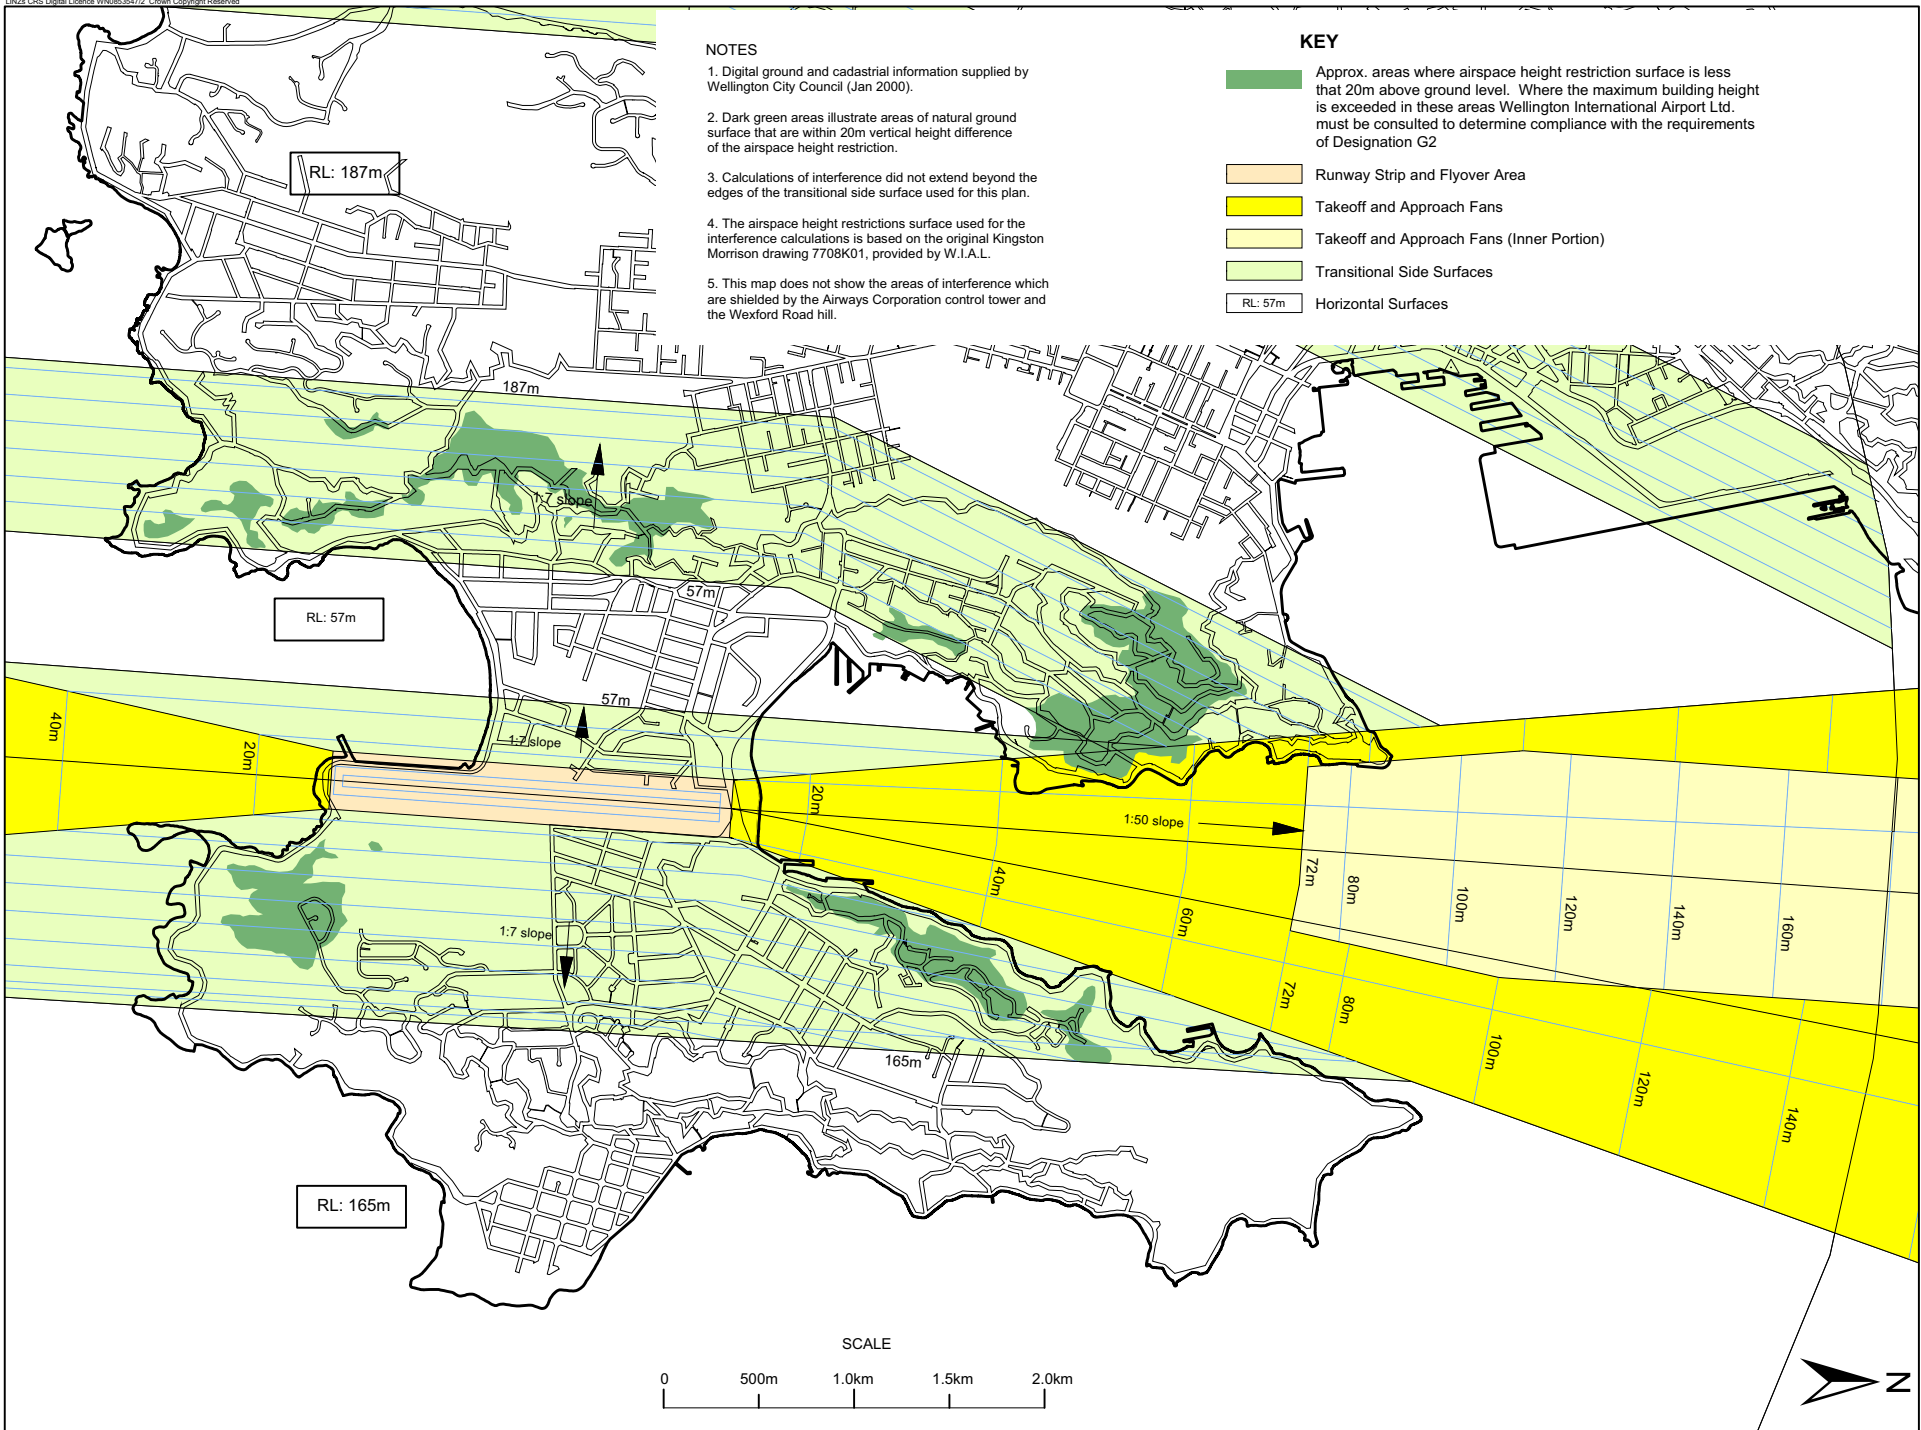 LINZs CRS Digital Licence WN0853547/2 Crown Copyright Reserved
NOTES
1. Digital ground and cadastrial information supplied by
Wellington City Council (Jan 2000).
2. Dark green areas illustrate areas of natural ground
surface that are within 20m vertical height difference
of the airspace height restriction.
3. Calculations of interference did not extend beyond the
edges of the transitional side surface used for this plan.
4. The airspace height restrictions surface used for the
interference calculations is based on the original Kingston
Morrison drawing 7708K01, provided by W.I.A.L.
5. This map does not show the areas of interference which
are shielded by the Airways Corporation control tower and
the Wexford Road hill.
KEY
Approx. areas where airspace height restriction surface is less
that 20m above ground level. Where the maximum building height
is exceeded in these areas Wellington International Airport Ltd.
must be consulted to determine compliance with the requirements
of Designation G2
Runway Strip and Flyover Area
Takeoff and Approach Fans
Takeoff and Approach Fans (Inner Portion)
Transitional Side Surfaces
RL: 57m
Horizontal Surfaces
RL: 187m
187m
1:7 slope
57m
RL: 57m
57m
1:7 slope
40m
20m
20m
1:50 slope
40m
60m
72m
80m
100m
120m
140m
160m
1:7 slope
72m
80m
100m
120m
140m
165m
RL: 165m
SCALE
0
500m
1.0km
1.5km
2.0km
N